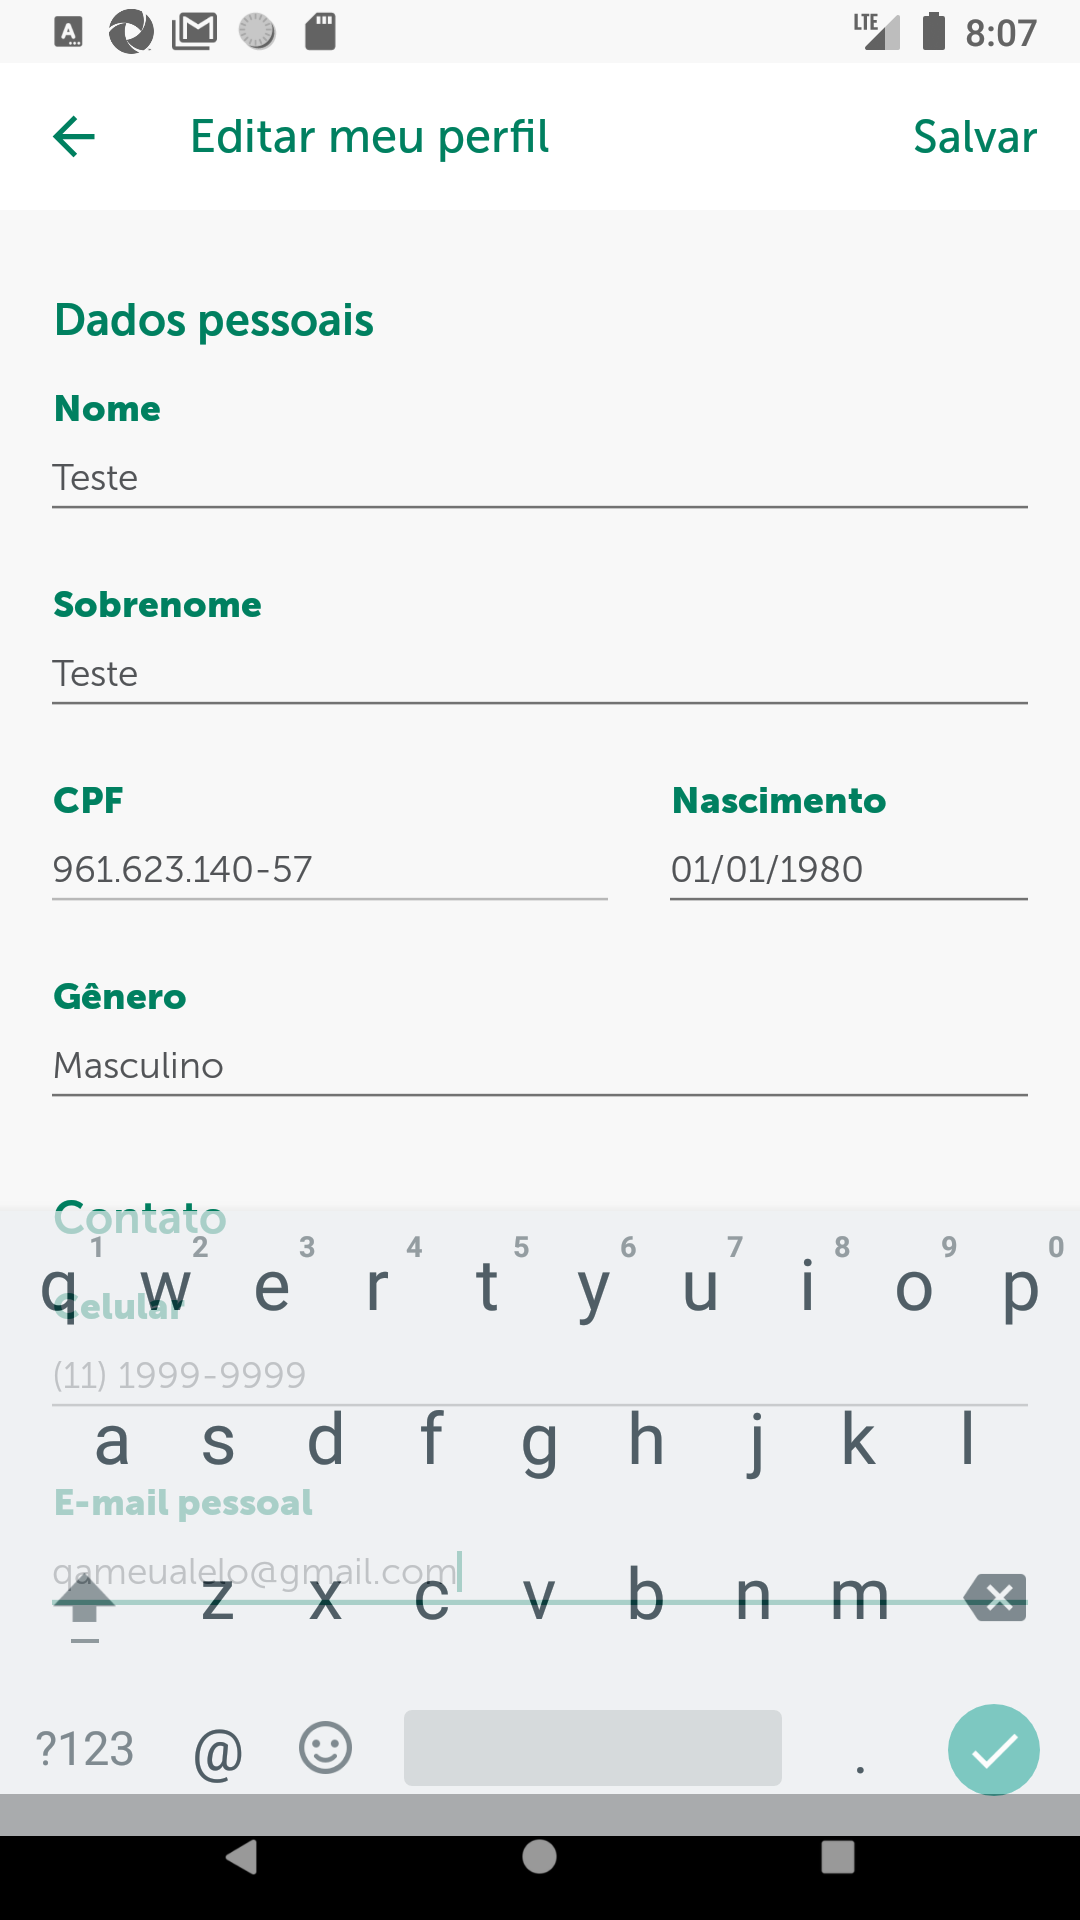 A
LTE 8:07
Editar meu perfil Salvar
Dados pessoais
Nome
Teste
Sobrenome
Teste
CPF Nascimento
961.623.140-57 01/01/1980
Gênero
Masculino
Contato
1 2 3 4 5 6 7 8 9 0
q w e r t y u i o p
Celular
(11) 1999-9999
a s d f g h j k l
E-mail pessoal
qameualelo@gmail.com
z x c v b n m
?123 @ .